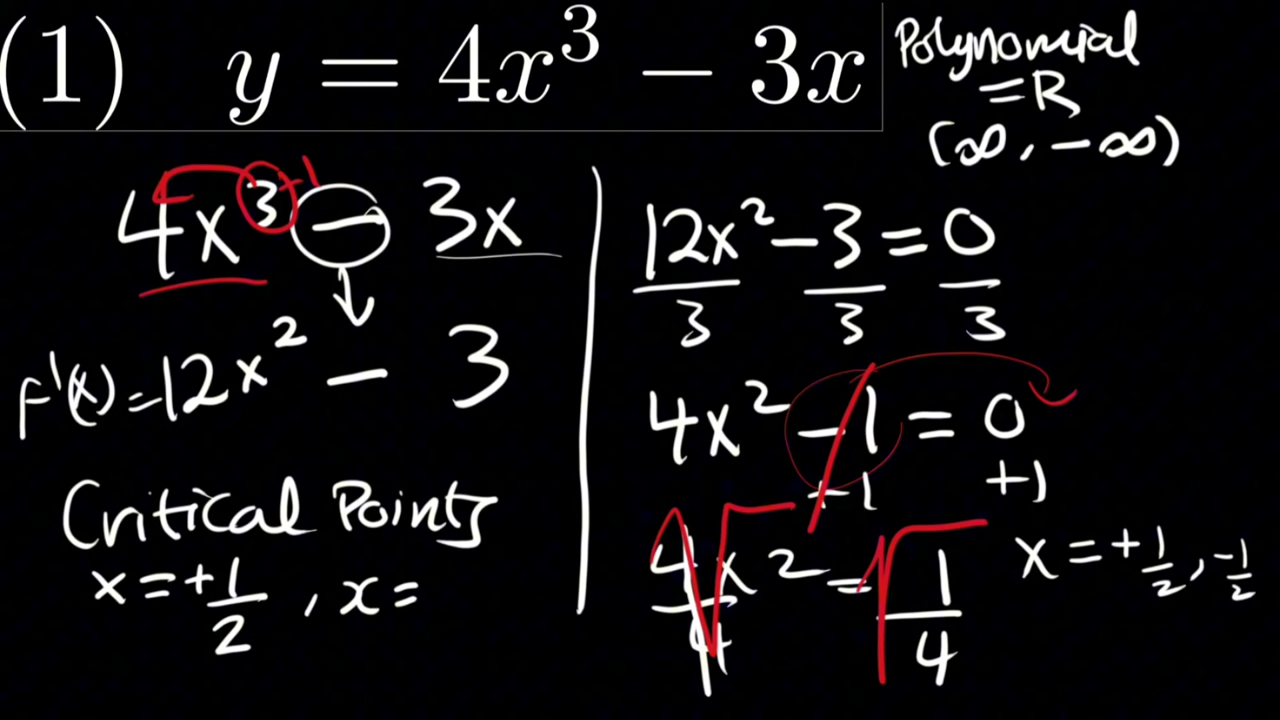 (1) y = 4x³ − 3x
Polynomial
= R
(∞, −∞)
4x³⁻¹ − 3x
f'(x) = 12x² − 3
Critical Points
x = +1/2, x =
12x² − 3 = 0
3 3 3
4x² − 1 = 0
+1 +1
4x² = 1
4 4
x = +1/2, −1/2